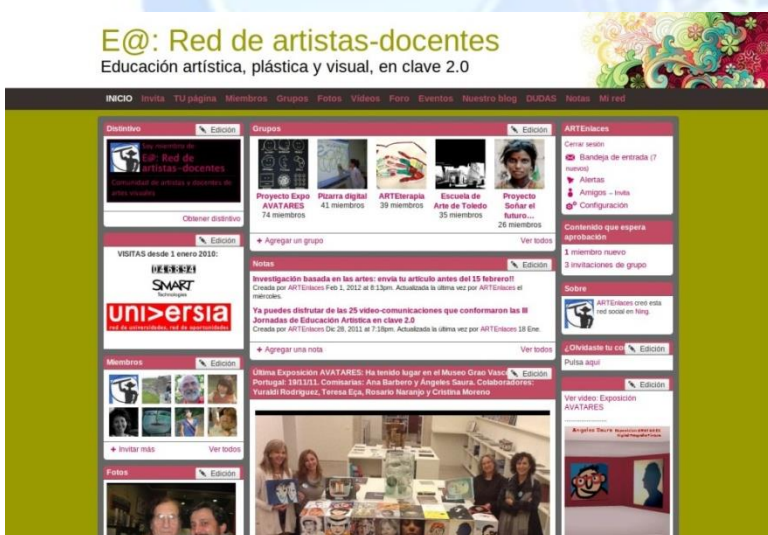 E@: Red de artistas-docentes
Educación artística, plástica y visual, en clave 2.0
INICIO Invita TU página Miembros Grupos Fotos Vídeos Foro Eventos Nuestro blog DUDAS Notas Mi red
Distintivo
Edición
Soy miembro de
E@: Red de
artistas-docentes
Comunidad de artistas y docentes de
artes visuales
Obtener distintivo
Edición
VISITAS desde 1 enero 2010:
046894
SMART
Technologies
uni>ersia
red de universidades, red de oportunidades
Miembros
Edición
+ Invitar más
Ver todos
Fotos
Edición
Grupos
Edición
Proyecto Expo
AVATARES
74 miembros
Pizarra digital
41 miembros
ARTEterapia
39 miembros
Escuela de
Arte de Toledo
35 miembros
Proyecto
Soñar el
futuro...
26 miembros
+ Agregar un grupo
Ver todos
Notas
Edición
Investigación basada en las artes: envia tu artículo antes del 15 febrero!!
Creada por ARTEnlaces Feb 1, 2012 at 8:13pm. Actualizada la última vez por ARTEnlaces el
miércoles.
Ya puedes disfrutar de las 25 video-comunicaciones que conformaron las III
Jornadas de Educación Artística en clave 2.0
Creada por ARTEnlaces Dic 28, 2011 at 7:18pm. Actualizada la última vez por ARTEnlaces 18 Ene.
+ Agregar una nota
Ver todos
Última Exposición AVATARES: Ha tenido lugar en el Museo Grao Vasco
Edición
Portugal: 19/11/11. Comisarias: Ana Barbero y Ángeles Saura. Colaboradores:
Yuraldi Rodríguez, Teresa Eça, Rosario Naranjo y Cristina Moreno
ARTEnlaces
Cerrar sesión
Bandeja de entrada (7
nuevos)
Alertas
Amigos – Invita
Configuración
Contenido que espera
aprobación
1 miembro nuevo
3 invitaciones de grupo
Sobre
ARTEnlaces creó esta
red social en Ning.
¿Olvidaste tu co
Edición
Pulsa aquí
Edición
Ver video: Exposición
AVATARES
Angeles Saura